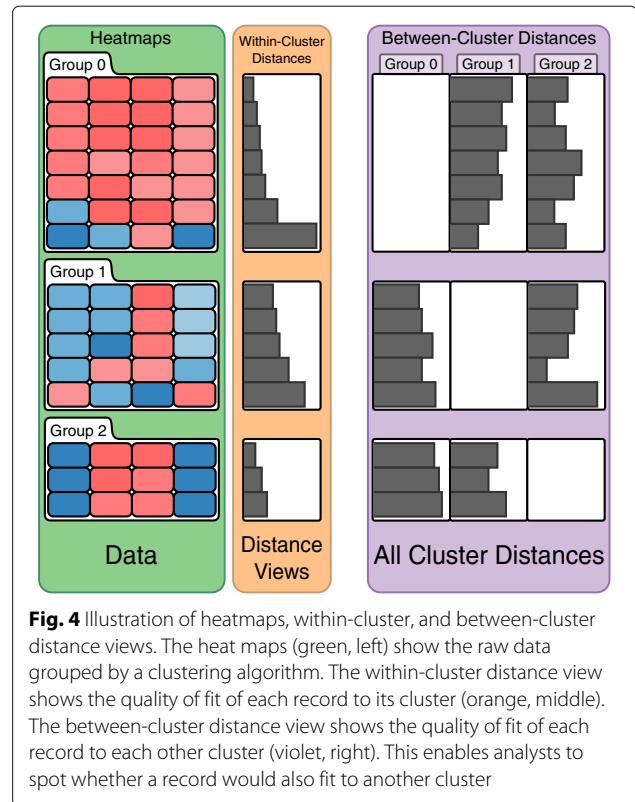 Heatmaps
Within-Cluster
Distances
Between-Cluster Distances
Group 0
Group 0
Group 1
Group 2
Group 1
Group 2
Data
Distance
Views
All Cluster Distances
Fig. 4 Illustration of heatmaps, within-cluster, and between-cluster
distance views. The heat maps (green, left) show the raw data
grouped by a clustering algorithm. The within-cluster distance view
shows the quality of fit of each record to its cluster (orange, middle).
The between-cluster distance view shows the quality of fit of each
record to each other cluster (violet, right). This enables analysts to
spot whether a record would also fit to another cluster